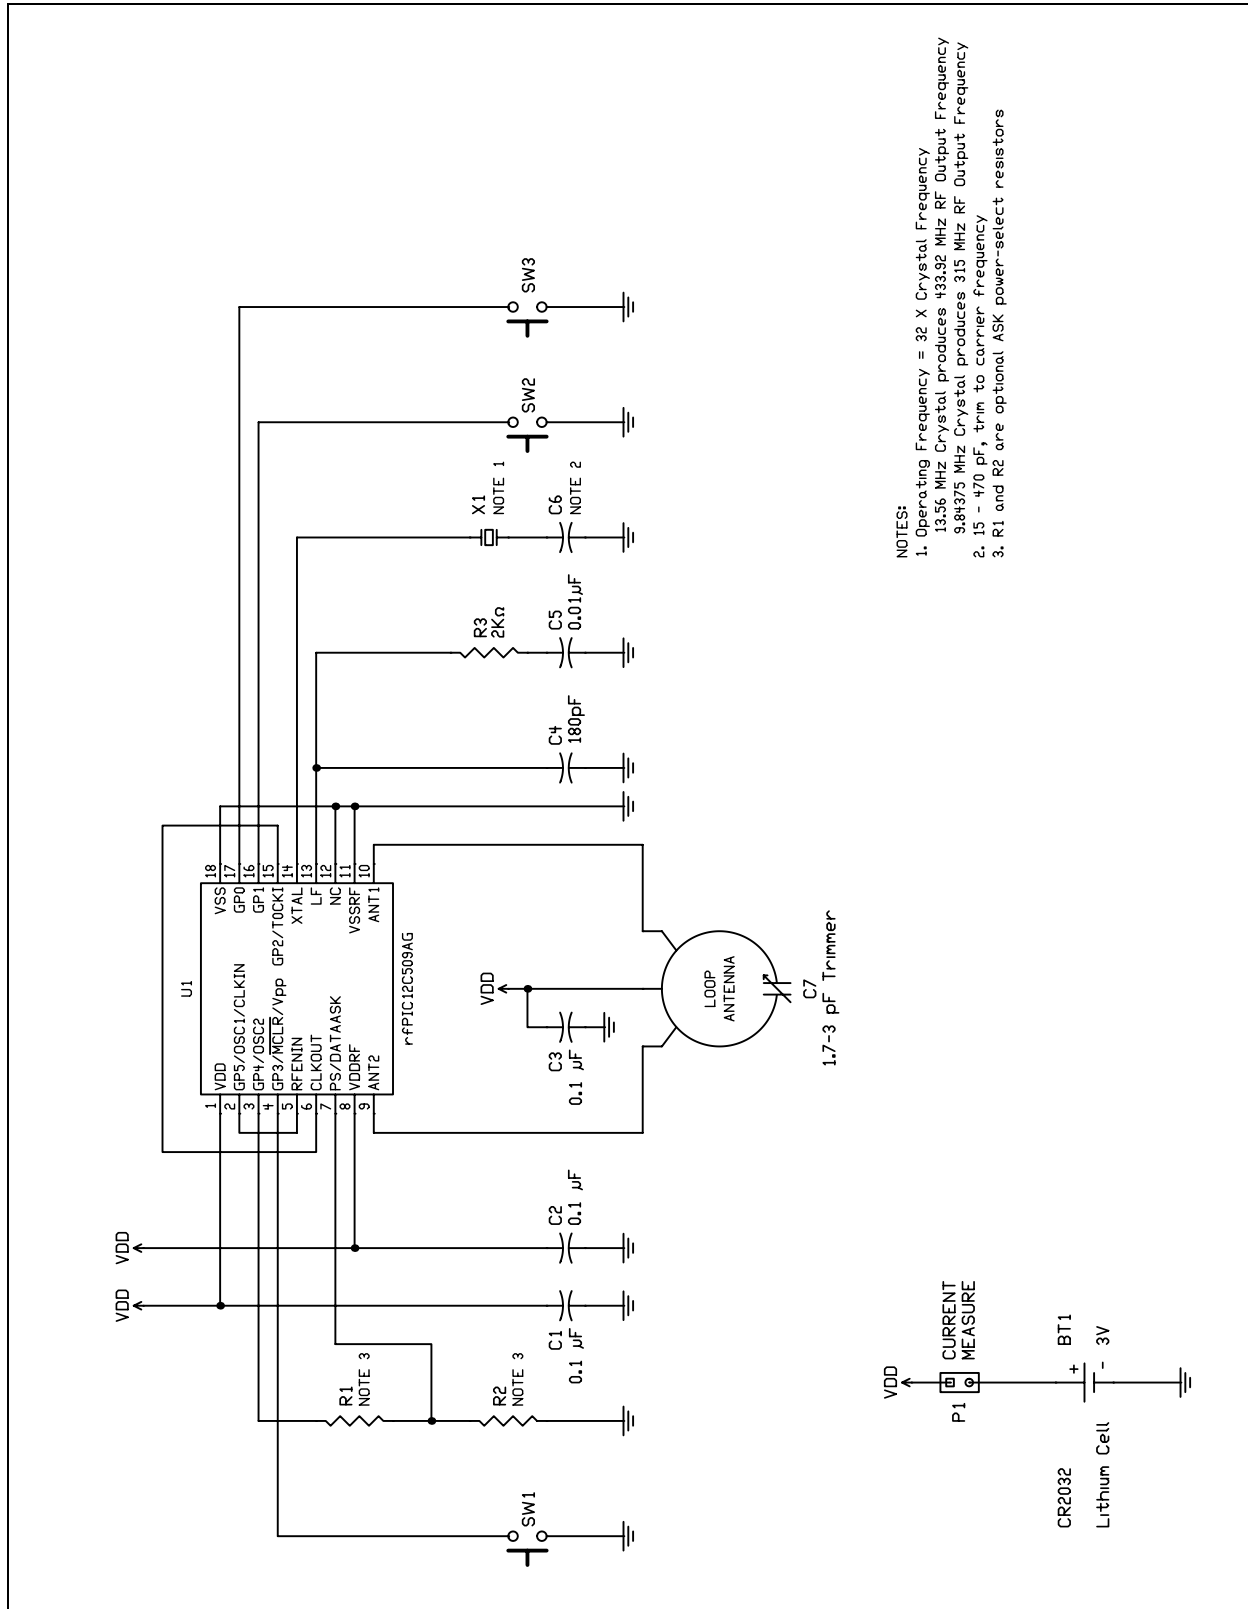 U1
rfPIC12C509AG
1 VDD
2 GP5/OSC1/CLKIN
3 GP4/OSC2
4 GP3/MCLR/Vpp
5 RFENIN
6 CLKOUT
7 PS/DATAASK
8 VDDRF
9 ANT2
VSS 18
GP0 17
GP1 16
GP2/T0CKI 15
XTAL 14
LF 13
NC 12
VSSRF 11
ANT1 10
VDD
VDD
SW1
R1
NOTE 3
R2
NOTE 3
C1
0.1 µF
C2
0.1 µF
VDD
C3
0.1 µF
LOOP
ANTENNA
C7
1.7-3 pF Trimmer
C4
180pF
R3
2KΩ
C5
0.01µF
X1
NOTE 1
C6
NOTE 2
SW2
SW3
VDD
P1
CURRENT
MEASURE
CR2032
Lithium Cell
+
BT1
-
3V
NOTES:
1. Operating Frequency = 32 X Crystal Frequency
13.56 MHz Crystal produces 433.92 MHz RF Output Frequency
9.84375 MHz Crystal produces 315 MHz RF Output Frequency
2. 15 - 470 pF, trim to carrier frequency
3. R1 and R2 are optional ASK power-select resistors